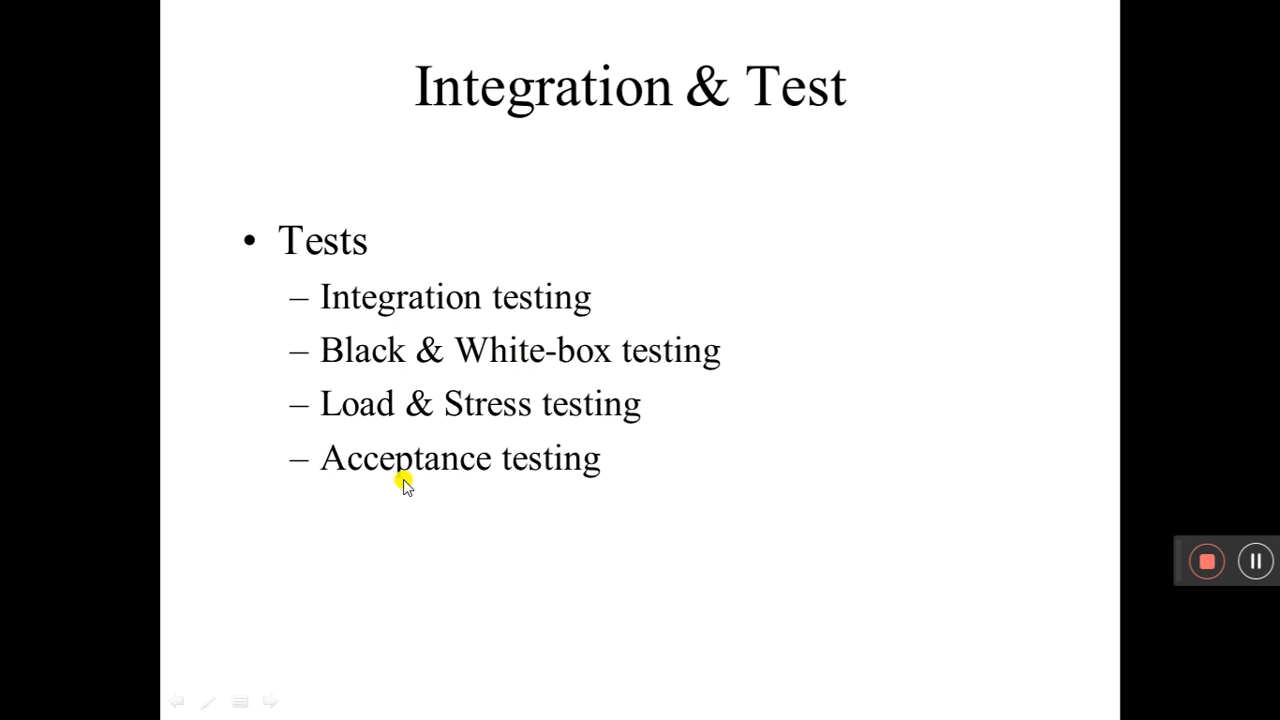 Integration & Test
• Tests
– Integration testing
– Black & White-box testing
– Load & Stress testing
– Acceptance testing